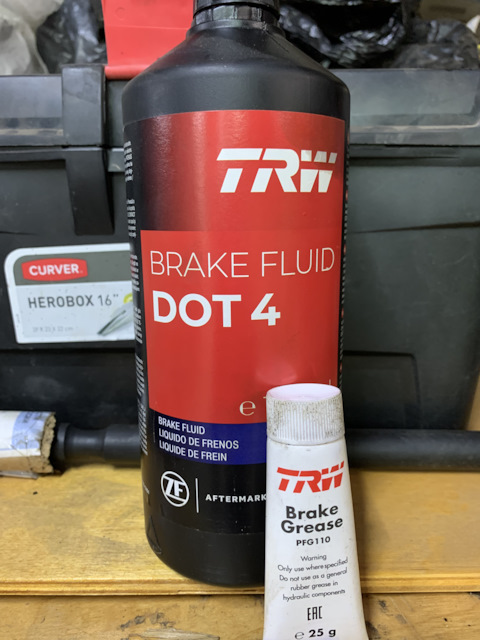 TRW
BRAKE FLUID
DOT 4
CURVER
HEROBOX 16"
e
BRAKE FLUID
LIQUIDO DE FRENOS
LIQUIDE DE FREIN
ZF
AFTERMARK
TRW
Brake
Grease
PFG110
Warning
Only use where specified
Do not use as a general
rubber grease in
hydraulic components
EAC
e 25 g